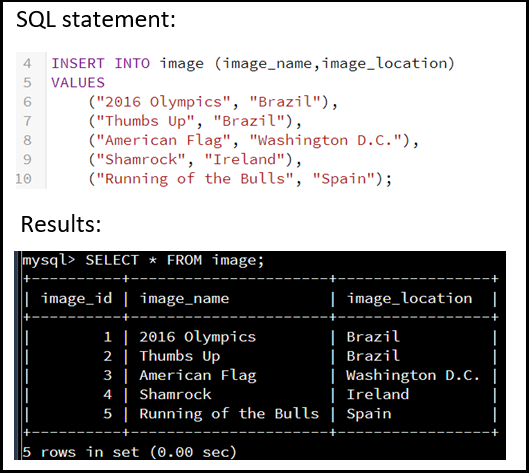 SQL statement:
4 INSERT INTO image (image_name,image_location)
5 VALUES
6 ("2016 Olympics", "Brazil"),
7 ("Thumbs Up", "Brazil"),
8 ("American Flag", "Washington D.C."),
9 ("Shamrock", "Ireland"),
10 ("Running of the Bulls", "Spain");
Results:
mysql> SELECT * FROM image;
+----------+----------------------+-----------------+
| image_id | image_name | image_location |
+----------+----------------------+-----------------+
| 1 | 2016 Olympics | Brazil |
| 2 | Thumbs Up | Brazil |
| 3 | American Flag | Washington D.C. |
| 4 | Shamrock | Ireland |
| 5 | Running of the Bulls | Spain |
+----------+----------------------+-----------------+
5 rows in set (0.00 sec)